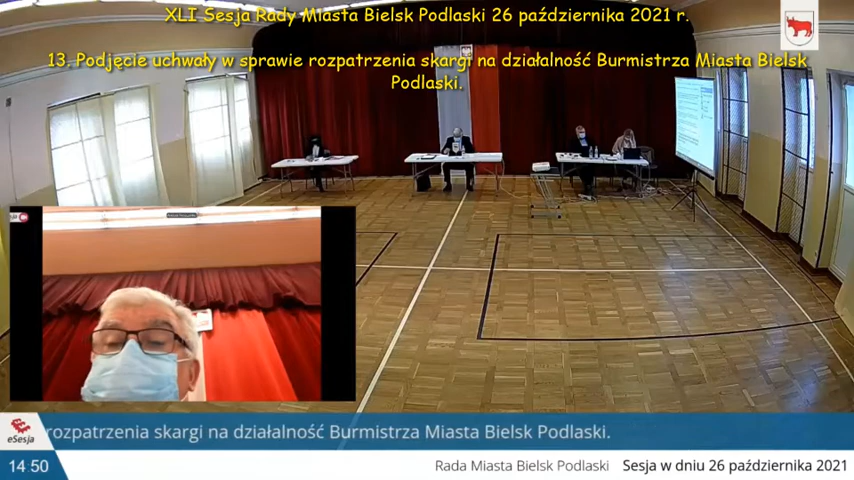 XLI Sesja Rady Miasta Bielsk Podlaski 26 października 2021 r.
13. Podjęcie uchwały w sprawie rozpatrzenia skargi na działalność Burmistrza Miasta Bielsk
Podlaski.
rozpatrzenia skargi na działalność Burmistrza Miasta Bielsk Podlaski.
eSesja
14 50
Rada Miasta Bielsk Podlaski
Sesja w dniu 26 października 2021